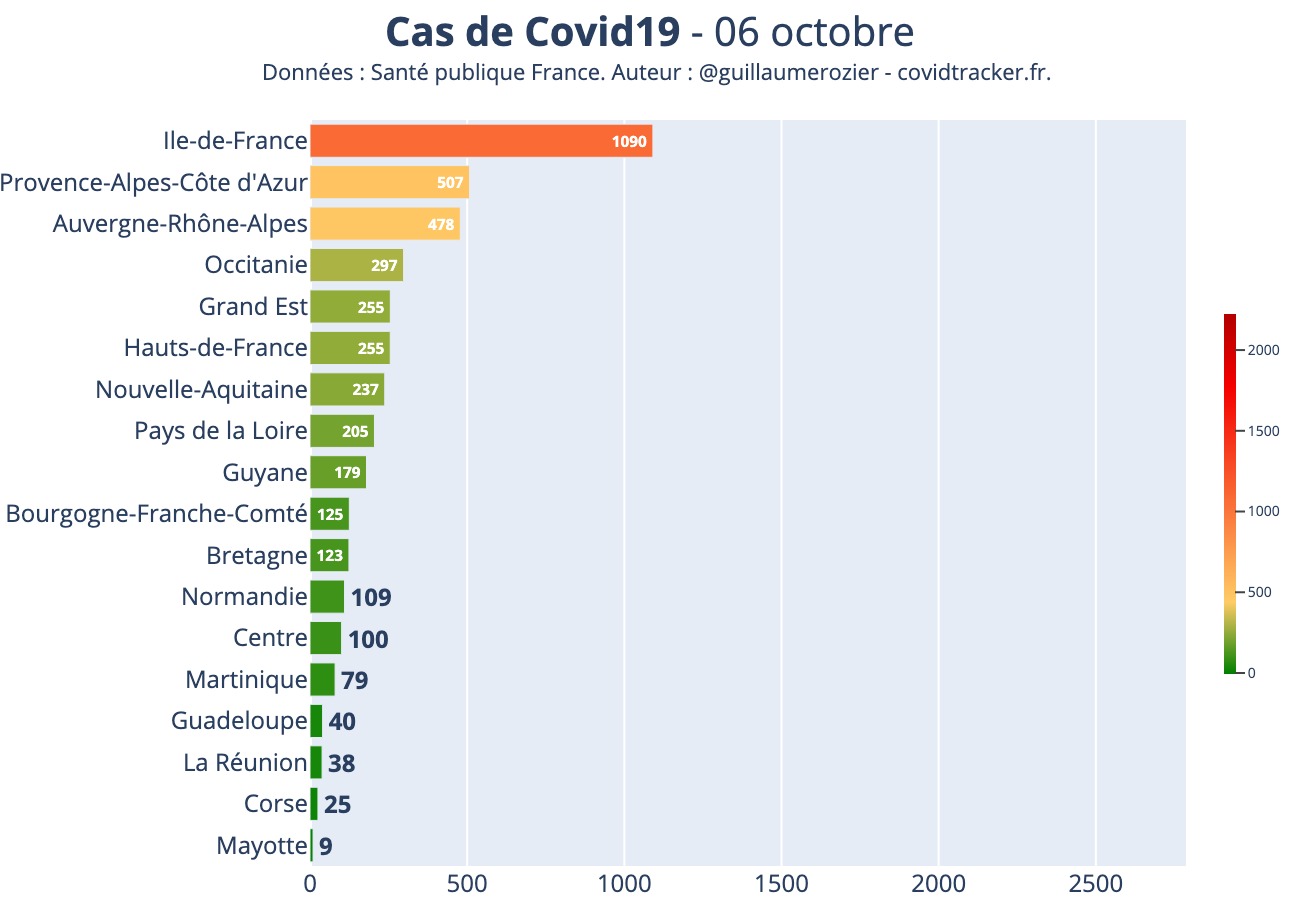 Cas de Covid19 - 06 octobre
Données : Santé publique France. Auteur : @guillaumerozier - covidtracker.fr.
Ile-de-France 1090
Provence-Alpes-Côte d'Azur 507
Auvergne-Rhône-Alpes 478
Occitanie 297
Grand Est 255
Hauts-de-France 255
Nouvelle-Aquitaine 237
Pays de la Loire 205
Guyane 179
Bourgogne-Franche-Comté 125
Bretagne 123
Normandie 109
Centre 100
Martinique 79
Guadeloupe 40
La Réunion 38
Corse 25
Mayotte 9
0 500 1000 1500 2000 2500
2000
1500
1000
500
0